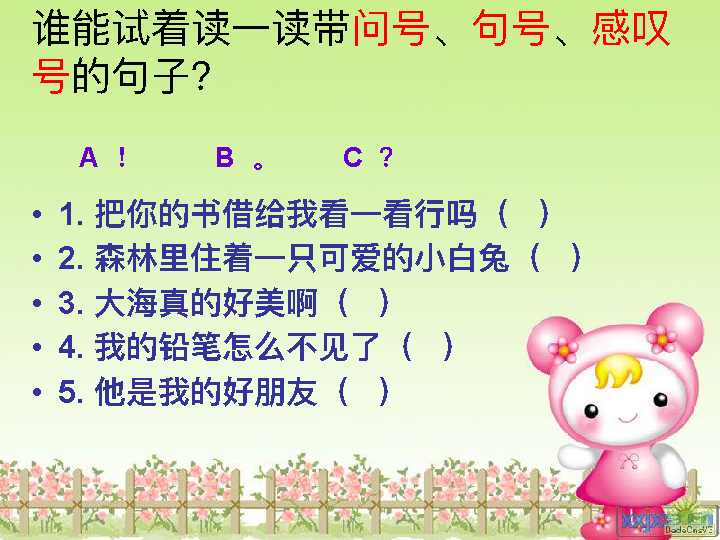 谁能试着读一读带问号、句号、感叹
号的句子?
A ！ B 。 C ？
• 1. 把你的书借给我看一看行吗（ ）
• 2. 森林里住着一只可爱的小白兔（ ）
• 3. 大海真的好美啊（ ）
• 4. 我的铅笔怎么不见了（ ）
• 5. 他是我的好朋友（ ）